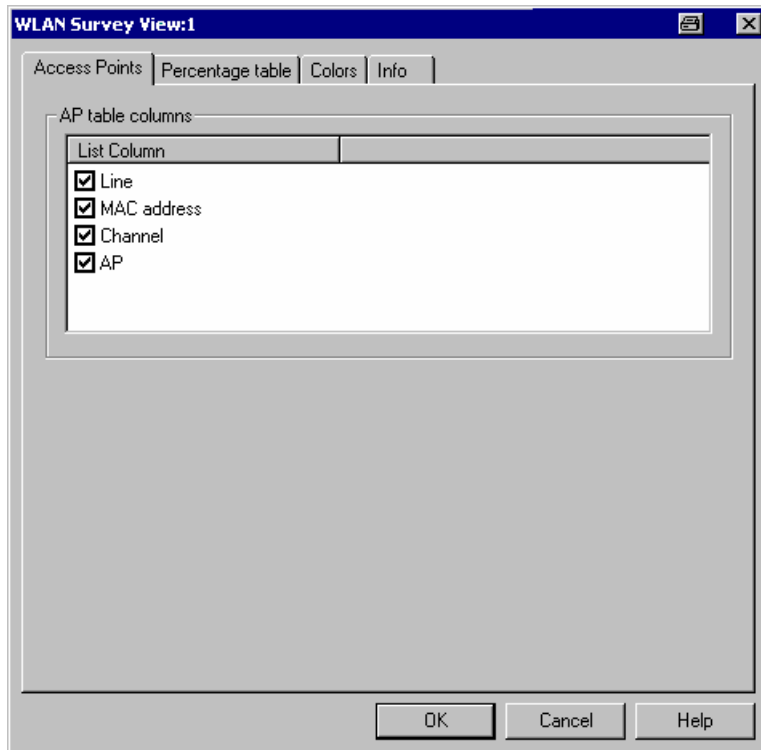 WLAN Survey View:1
Access Points Percentage table Colors Info
AP table columns
List Column
Line
MAC address
Channel
AP
OK Cancel Help